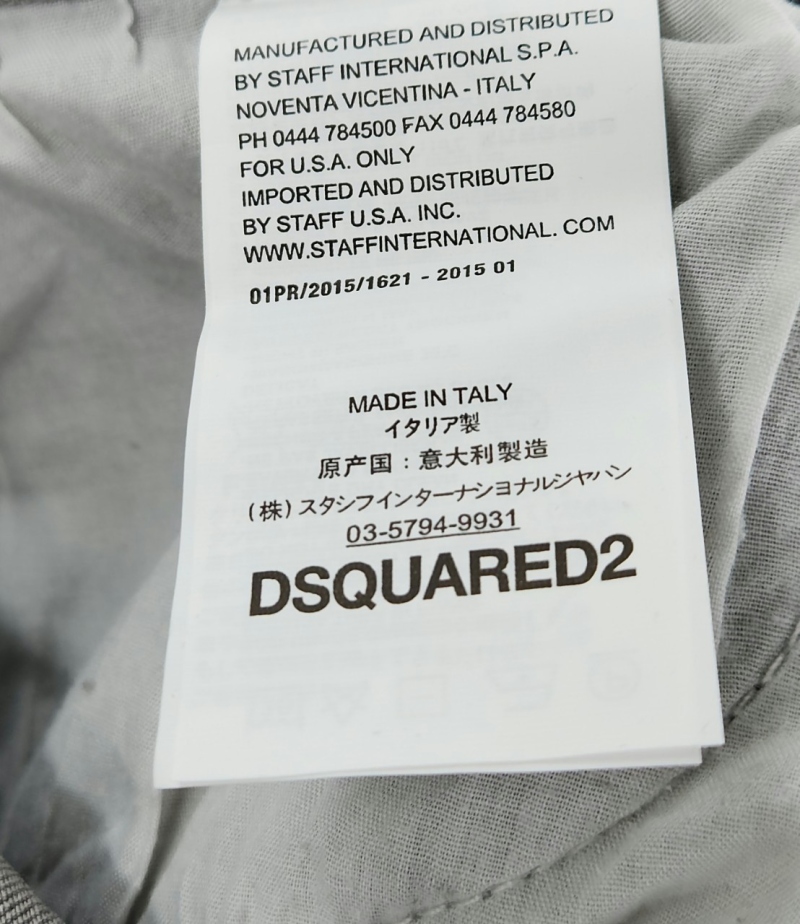 MANUFACTURED AND DISTRIBUTED
BY STAFF INTERNATIONAL S.P.A.
NOVENTA VICENTINA - ITALY
PH 0444 784500 FAX 0444 784580
FOR U.S.A. ONLY
IMPORTED AND DISTRIBUTED
BY STAFF U.S.A. INC.
WWW.STAFFINTERNATIONAL. COM
01PR/2015/1621 - 2015 01
MADE IN TALY
イタリア製
原产国：意大利製造
(株) スタシフインターナショナルジャパン
03-5794-9931
DSQUARED2